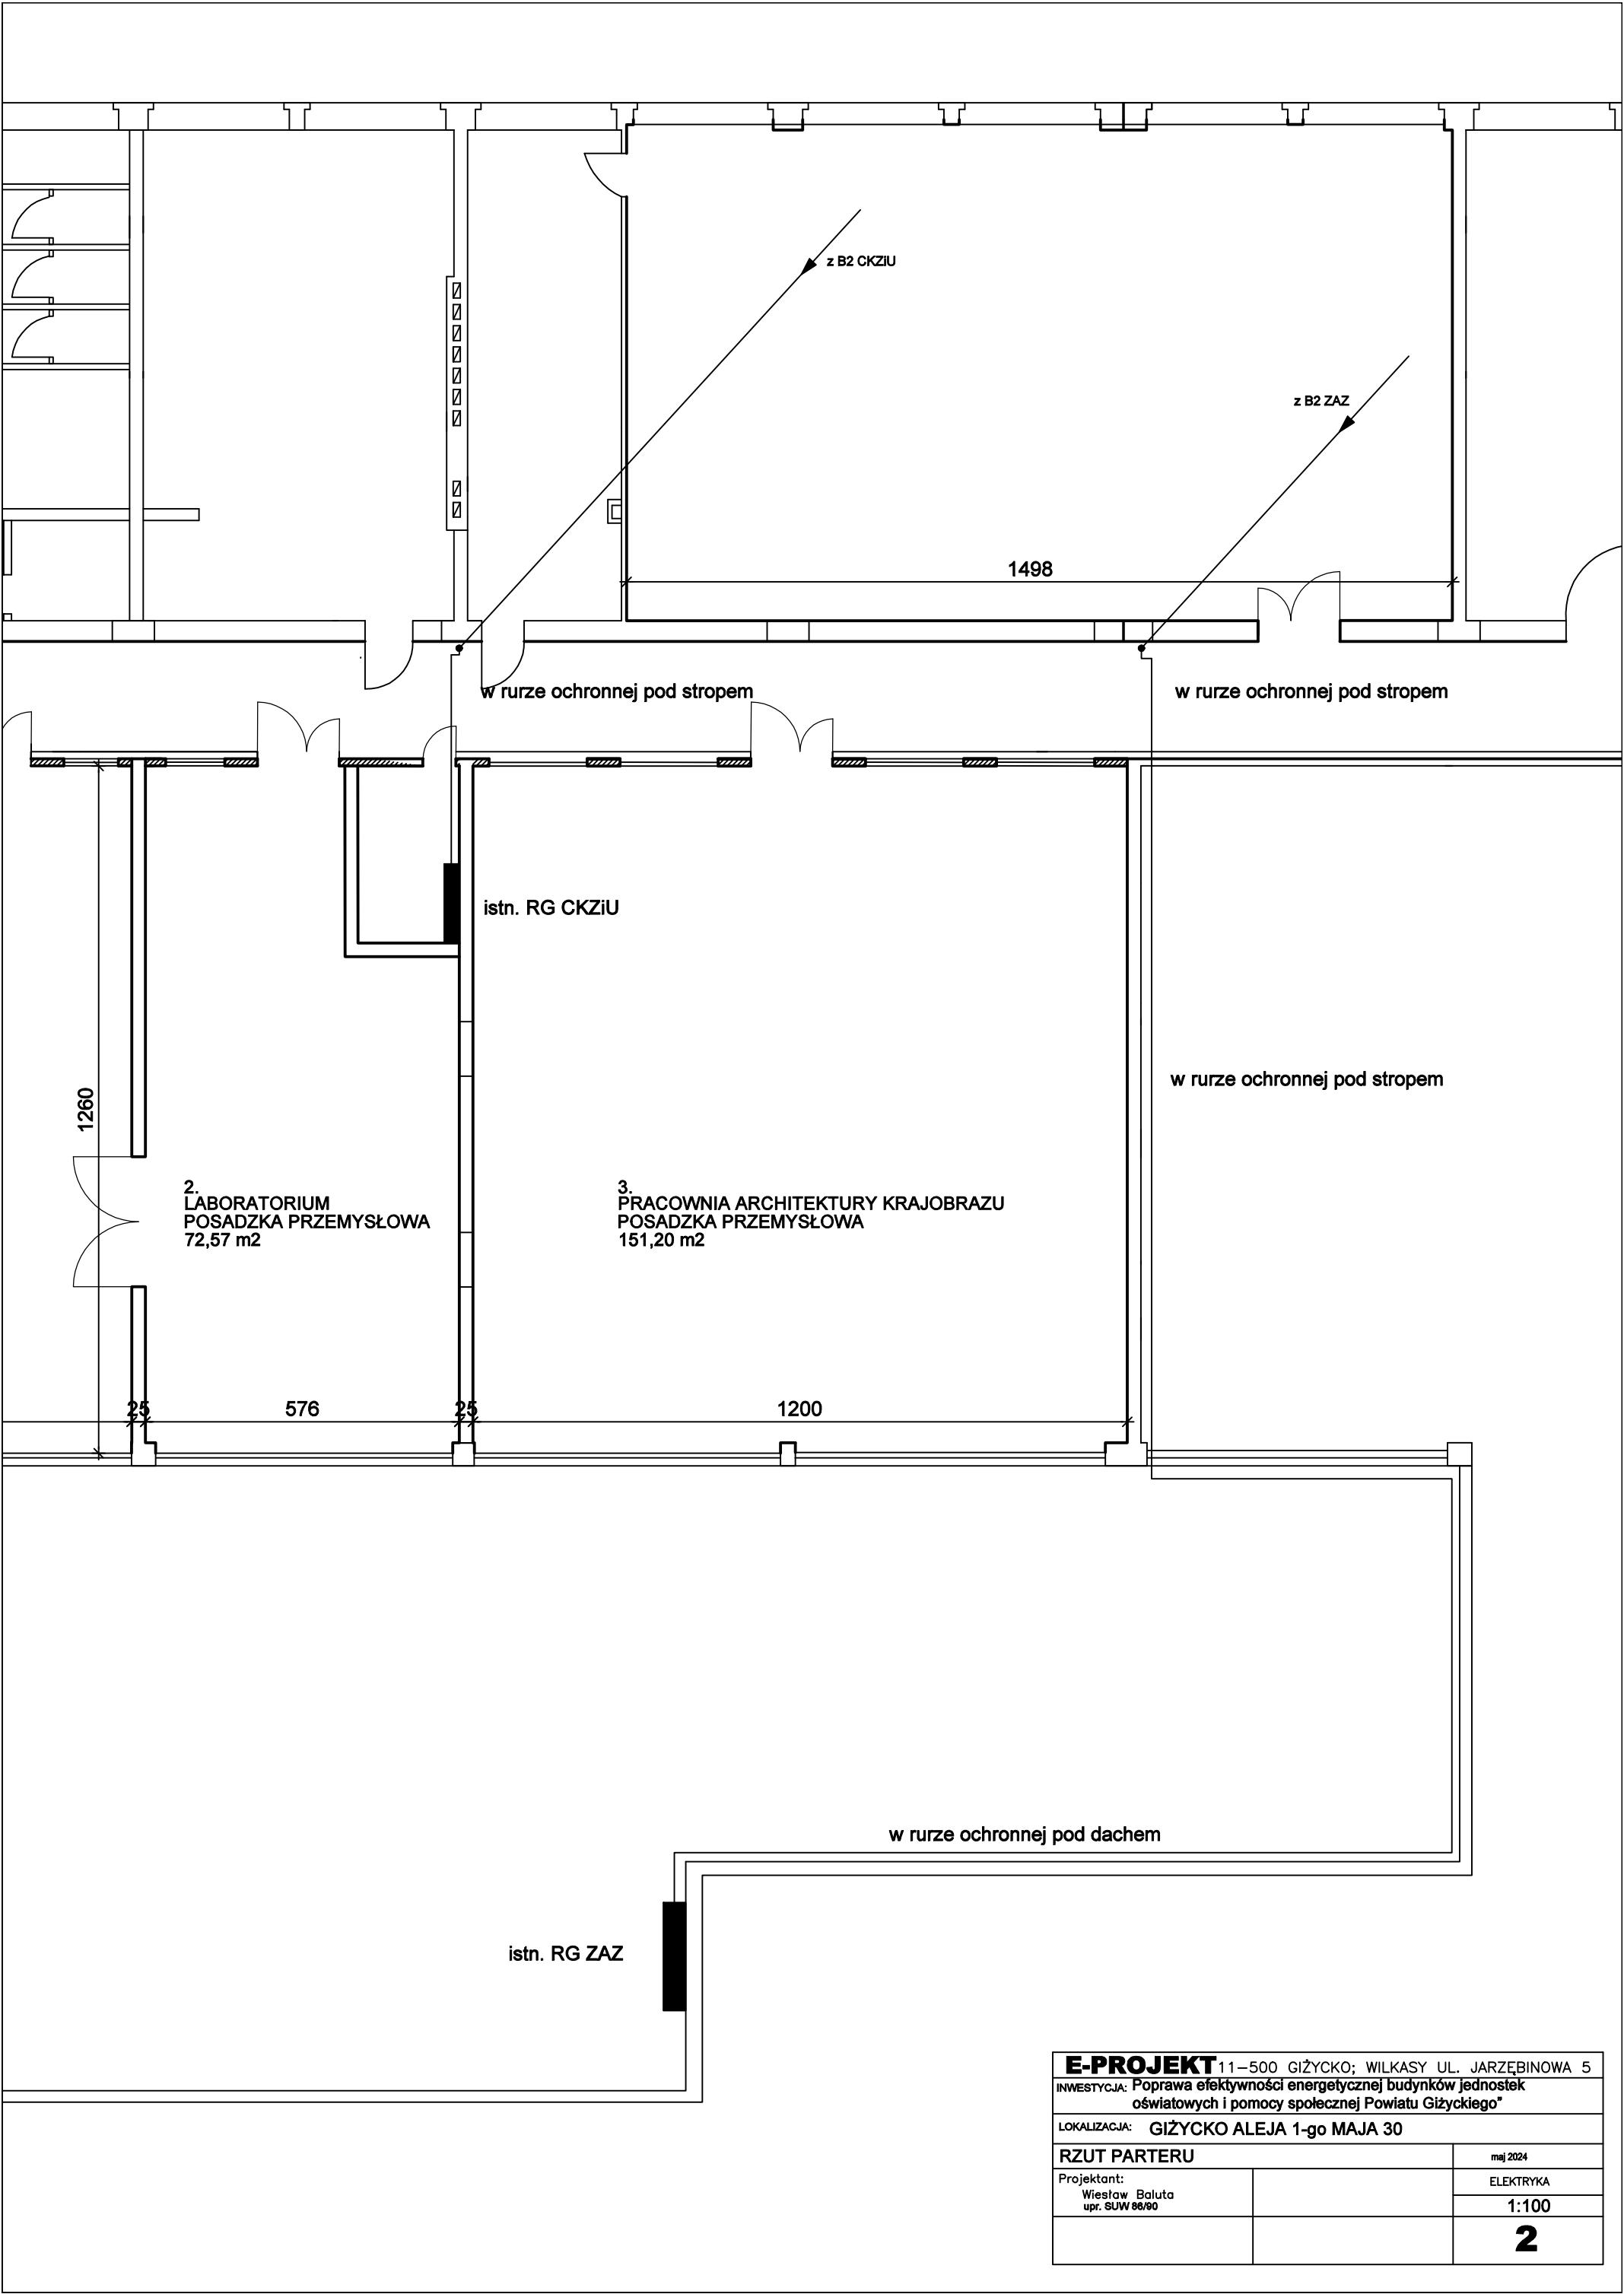 z B2 CKZiU
z B2 ZAZ
1498
w rurze ochronnej pod stropem
w rurze ochronnej pod stropem
istn. RG CKZiU
w rurze ochronnej pod stropem
1260
2.
LABORATORIUM
POSADZKA PRZEMYSŁOWA
72,57 m2
3.
PRACOWNIA ARCHITEKTURY KRAJOBRAZU
POSADZKA PRZEMYSŁOWA
151,20 m2
25
576
25
1200
w rurze ochronnej pod dachem
istn. RG ZAZ
E-PROJEKT 11-500 GIŻYCKO; WILKASY UL. JARZĘBINOWA 5
INWESTYCJA: Poprawa efektywności energetycznej budynków jednostek
oświatowych i pomocy społecznej Powiatu Giżyckiego"
LOKALIZACJA: GIŻYCKO ALEJA 1-go MAJA 30
RZUT PARTERU
maj 2024
Projektant:
Wiesław Baluta
upr. SUW 86/90
ELEKTRYKA
1:100
2